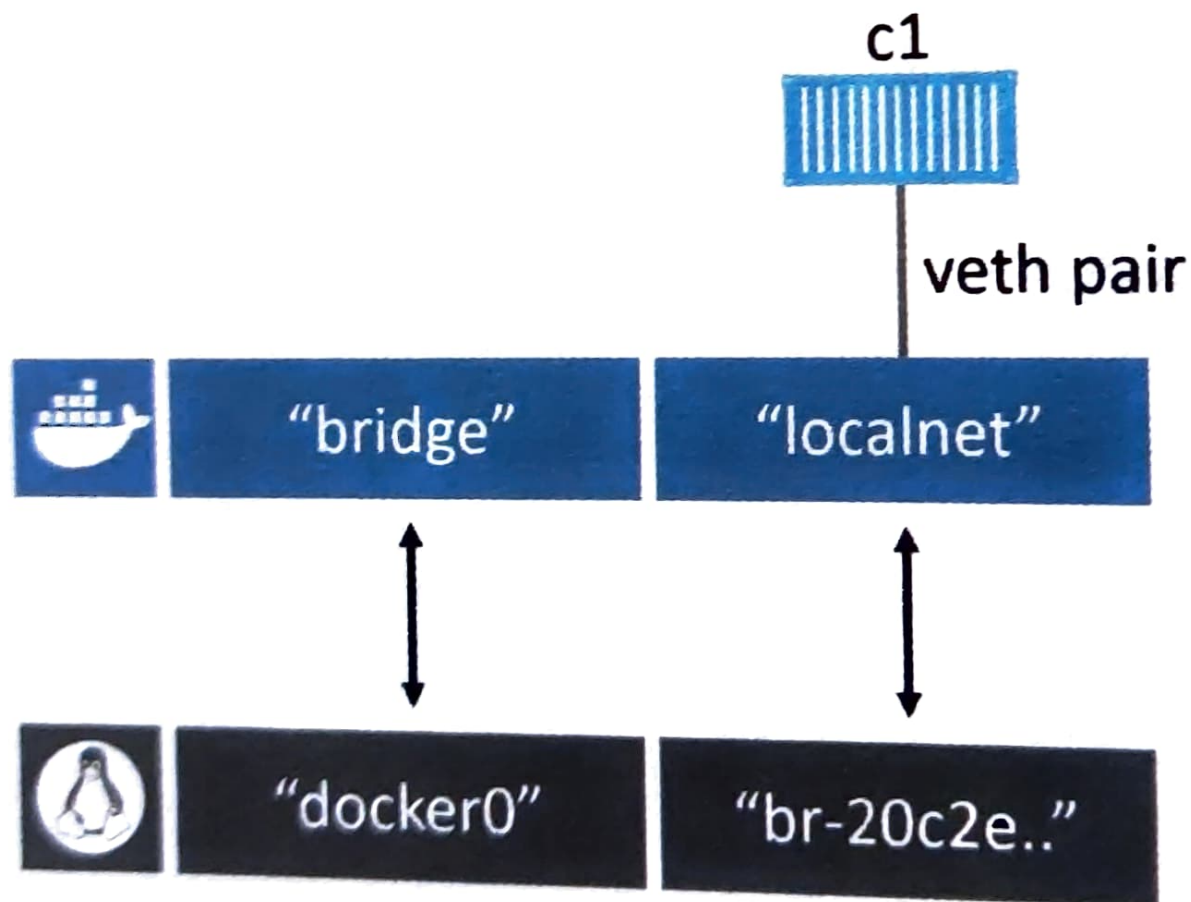 c1
veth pair
“bridge”
“localnet”
“docker0”
“br-20c2e..”